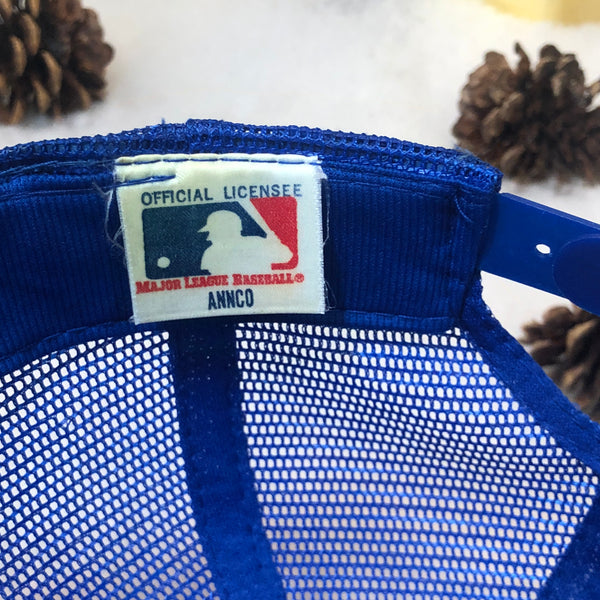 OFFICIAL LICENSEE
MAJOR LEAGUE BASEBALL®
ANNCO